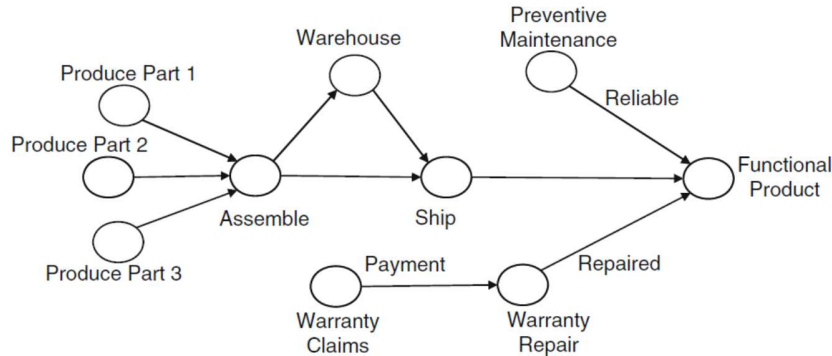 Preventive
Maintenance
Warehouse
Produce Part 1
Reliable
Produce Part 2
Functional
Product
Assemble
Ship
Produce Part 3
Payment
Repaired
Warranty
Claims
Warranty
Repair